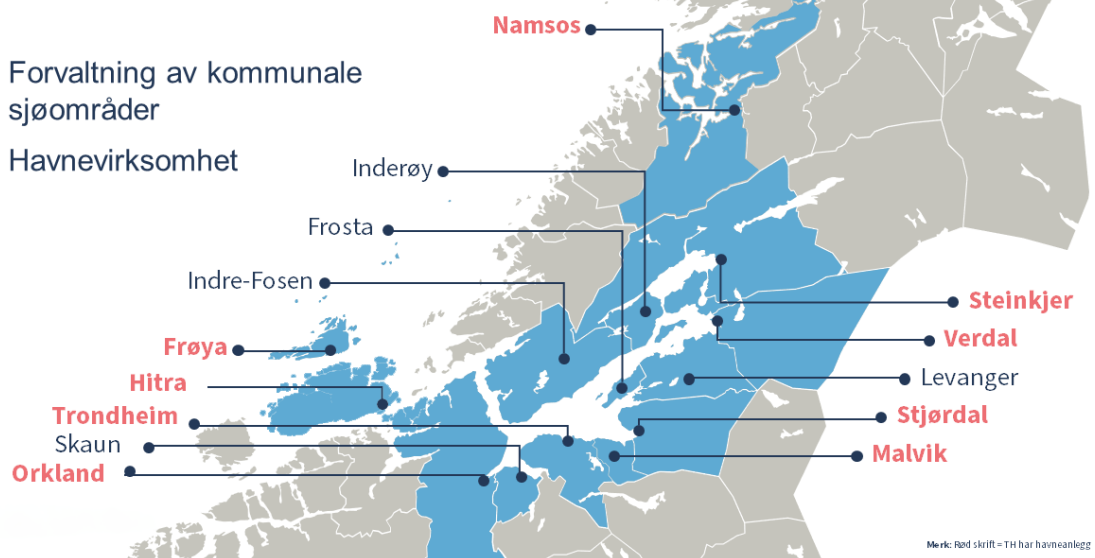 Forvaltning av kommunale
sjøområder
Havnevirksomhet
Namsos
Inderøy
Frosta
Indre-Fosen
Frøya
Hitra
Trondheim
Skaun
Orkland
Steinkjer
Verdal
Levanger
Stjørdal
Malvik
Merk: Rød skrift = TH har havneanlegg